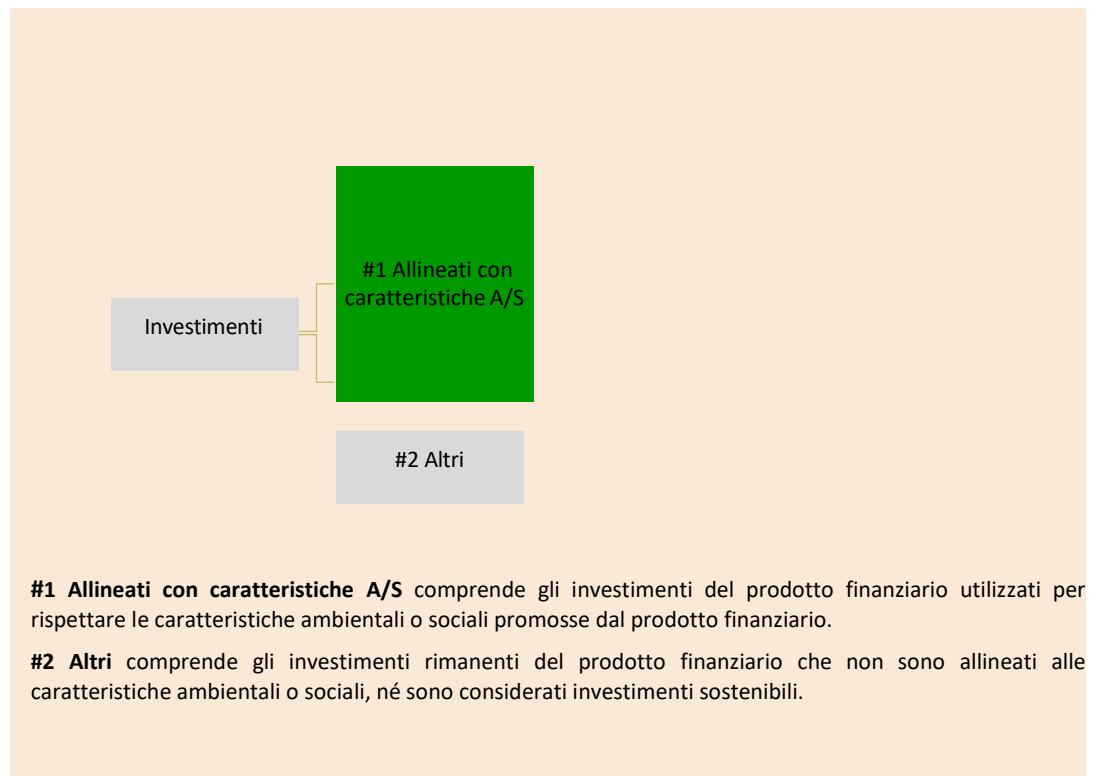 #1 Allineati con
caratteristiche A/S
Investimenti
#2 Altri
#1 Allineati con caratteristiche A/S comprende gli investimenti del prodotto finanziario utilizzati per
rispettare le caratteristiche ambientali o sociali promosse dal prodotto finanziario.
#2 Altri comprende gli investimenti rimanenti del prodotto finanziario che non sono allineati alle
caratteristiche ambientali o sociali, né sono considerati investimenti sostenibili.